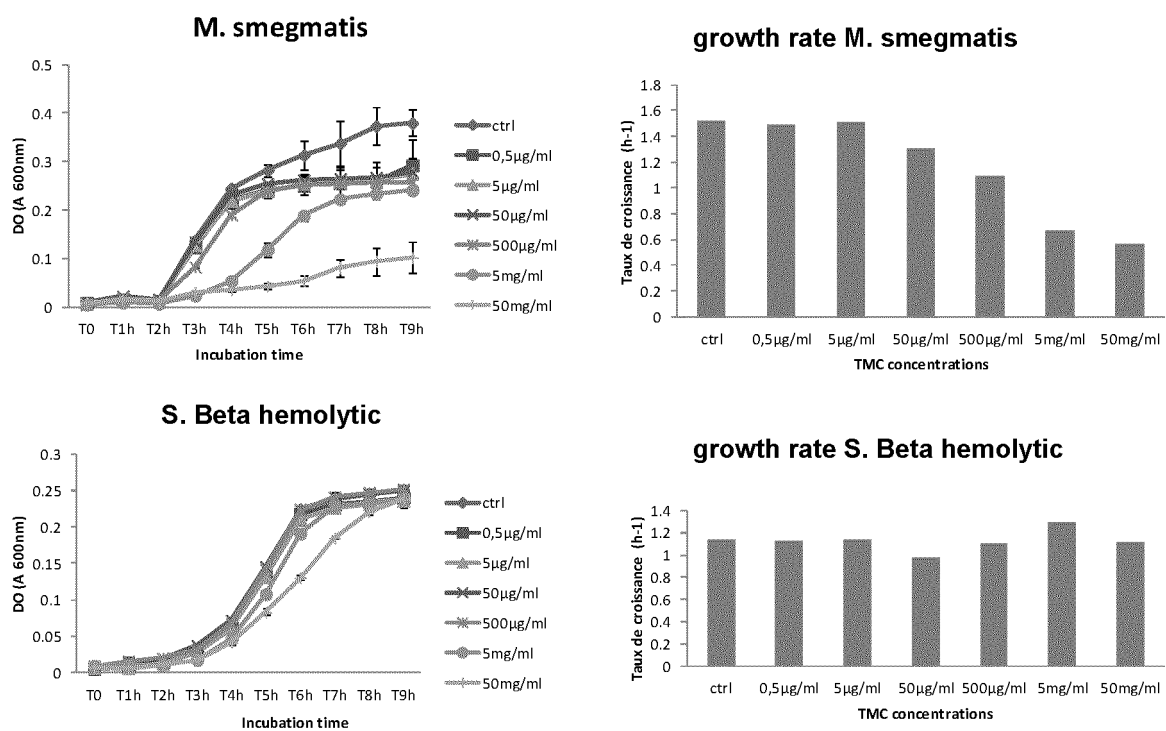 M. smegmatis
0.5
0.4
0.3
0.2
0.1
0
DO (A 600nm)
T0 T1h T2h T3h T4h T5h T6h T7h T8h T9h
Incubation time
ctrl
0,5µg/ml
5µg/ml
50µg/ml
500µg/ml
5mg/ml
50mg/ml
growth rate M. smegmatis
1.8
1.6
1.4
1.2
1
0.8
0.6
0.4
0.2
0
Taux de croissance (h-1)
ctrl 0,5µg/ml 5µg/ml 50µg/ml 500µg/ml 5mg/ml 50mg/ml
TMC concentrations
S. Beta hemolytic
0.3
0.25
0.2
0.15
0.1
0.05
0
DO (A 600nm)
T0 T1h T2h T3h T4h T5h T6h T7h T8h T9h
Incubation time
ctrl
0,5µg/ml
5µg/ml
50µg/ml
500µg/ml
5mg/ml
50mg/ml
growth rate S. Beta hemolytic
1.4
1.2
1
0.8
0.6
0.4
0.2
0
Taux de croissance (h-1)
ctrl 0,5µg/ml 5µg/ml 50µg/ml 500µg/ml 5mg/ml 50mg/ml
TMC concentrations